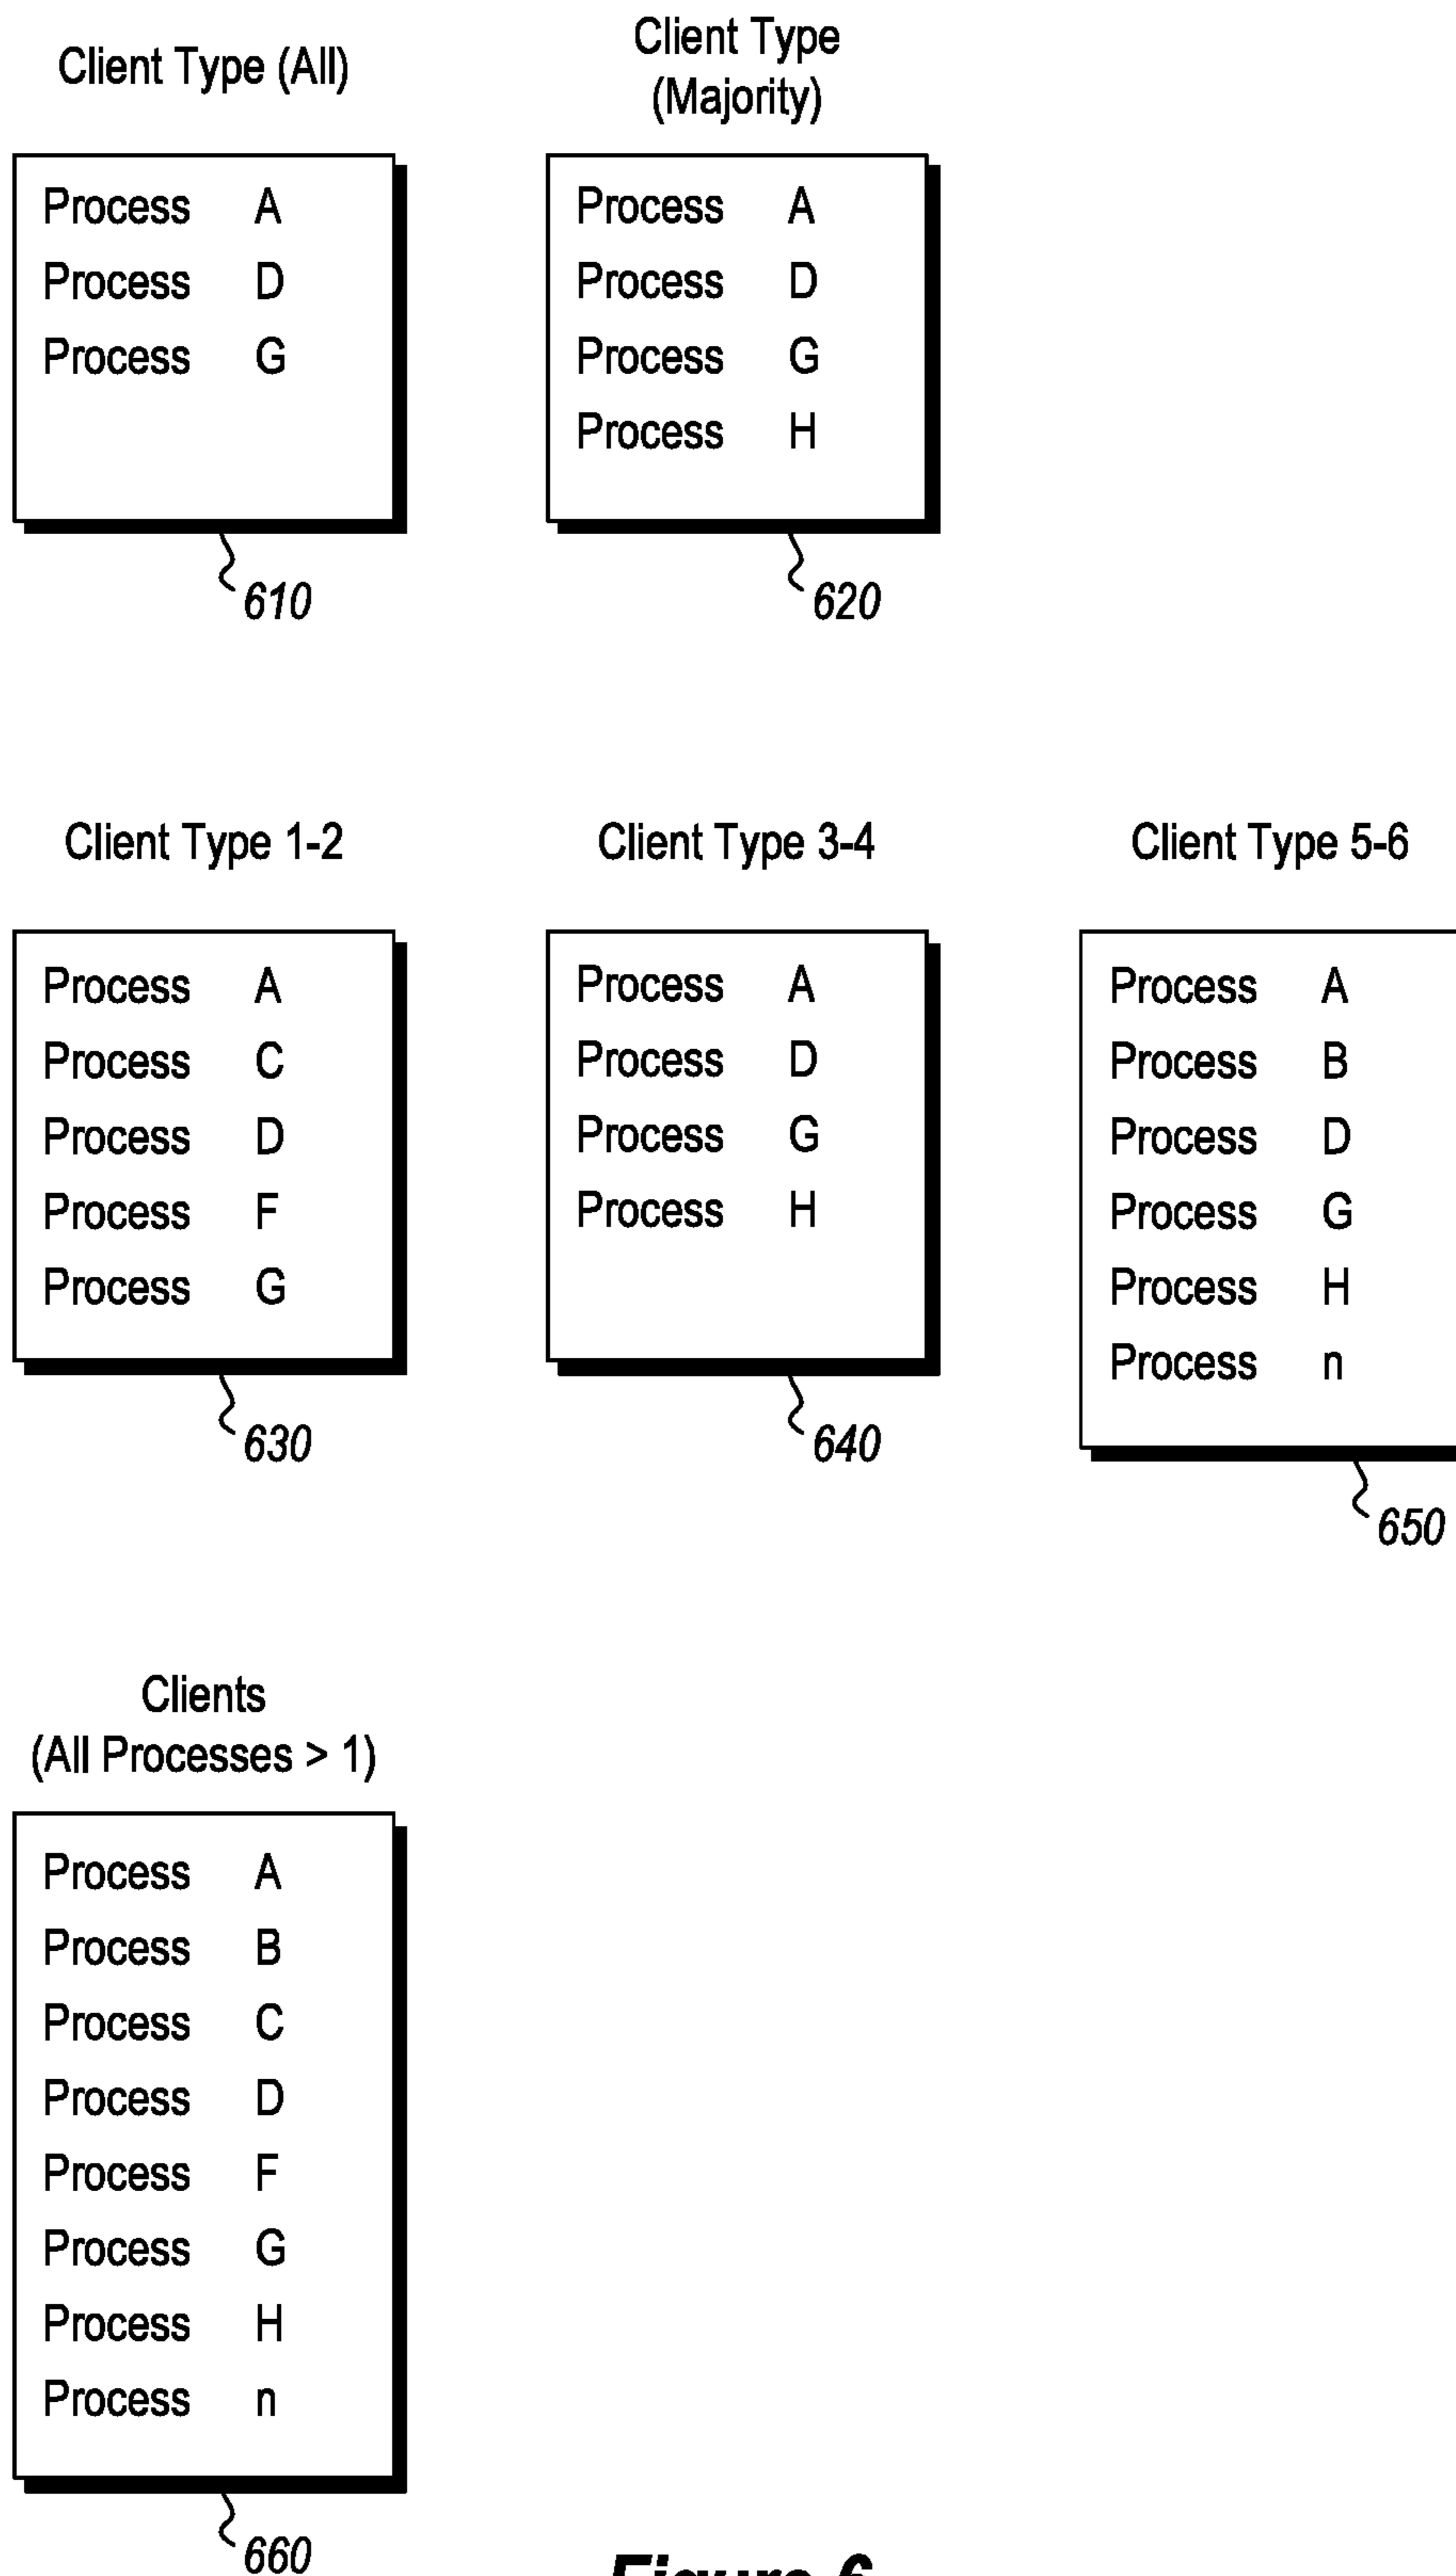 Client Type (All)
Process A
Process D
Process G
610
Client Type
(Majority)
Process A
Process D
Process G
Process H
620
Client Type 1-2
Process A
Process C
Process D
Process F
Process G
630
Client Type 3-4
Process A
Process D
Process G
Process H
640
Client Type 5-6
Process A
Process B
Process D
Process G
Process H
Process n
650
Clients
(All Processes > 1)
Process A
Process B
Process C
Process D
Process F
Process G
Process H
Process n
660
Figure 6